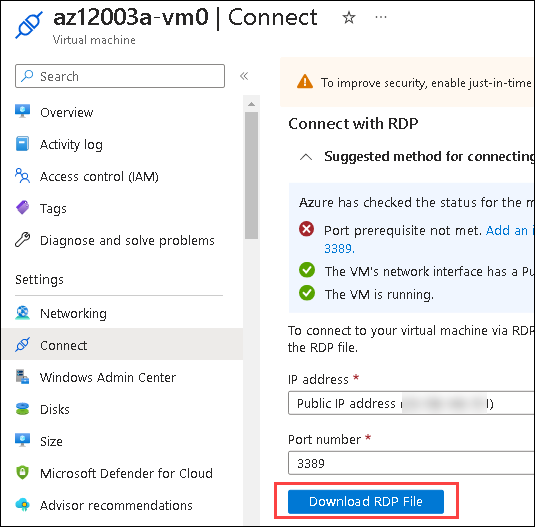 az12003a-vm0 | Connect ☆ ...
Virtual machine
Search
«
Overview
Activity log
Access control (IAM)
Tags
Diagnose and solve problems
Settings
Networking
Connect
Windows Admin Center
Disks
Size
Microsoft Defender for Cloud
Advisor recommendations
To improve security, enable just-in-time
Connect with RDP
Suggested method for connecting
Azure has checked the status for the m
Port prerequisite not met. Add an i
3389.
The VM's network interface has a Pu
The VM is running.
To connect to your virtual machine via RDP
the RDP file.
IP address *
Public IP address (
Port number *
3389
Download RDP File